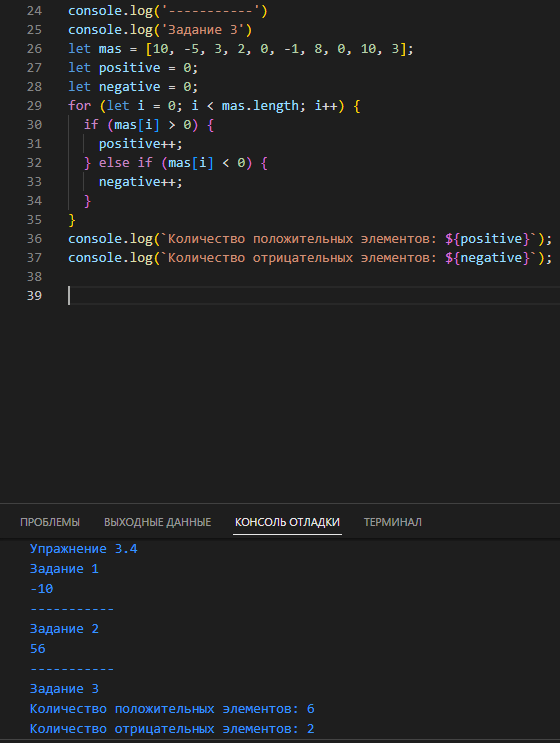 24 console.log('-----------')
25 console.log('Задание 3')
26 let mas = [10, -5, 3, 2, 0, -1, 8, 0, 10, 3];
27 let positive = 0;
28 let negative = 0;
29 for (let i = 0; i < mas.length; i++) {
30 if (mas[i] > 0) {
31 positive++;
32 } else if (mas[i] < 0) {
33 negative++;
34 }
35 }
36 console.log(`Количество положительных элементов: ${positive}`);
37 console.log(`Количество отрицательных элементов: ${negative}`);
38
39
ПРОБЛЕМЫ ВЫХОДНЫЕ ДАННЫЕ КОНСОЛЬ ОТЛАДКИ ТЕРМИНАЛ
Упражнение 3.4
Задание 1
-10
-----------
Задание 2
56
-----------
Задание 3
Количество положительных элементов: 6
Количество отрицательных элементов: 2